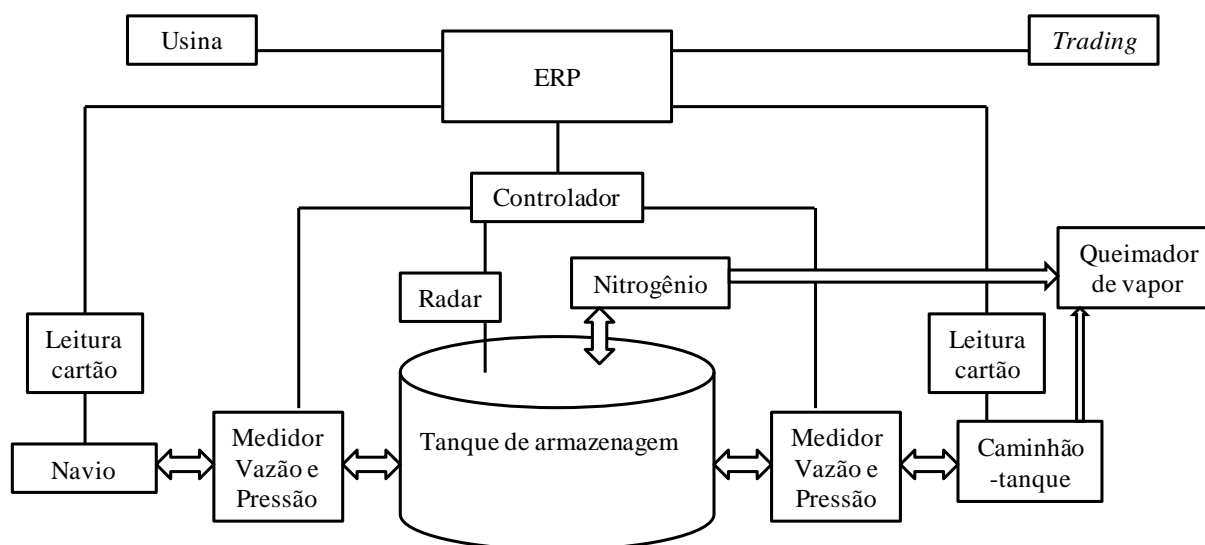 Usina
ERP
Trading
Controlador
Radar
Nitrogênio
Queimador
de vapor
Leitura
cartão
Leitura
cartão
Navio
Medidor
Vazão e
Pressão
Tanque de armazenagem
Medidor
Vazão e
Pressão
Caminhão
-tanque